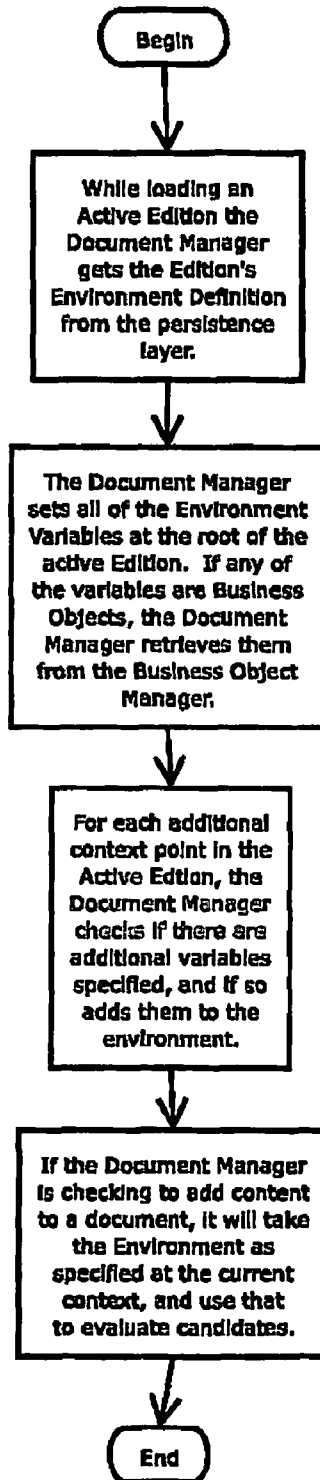 Begin
While loading an
Active Edition the
Document Manager
gets the Edition's
Environment Definition
from the persistence
layer.
The Document Manager
sets all of the Environment
Variables at the root of the
active Edition. If any of
the variables are Business
Objects, the Document
Manager retrieves them
from the Business Object
Manager.
For each additional
context point in the
Active Edtion, the
Document Manager
checks if there are
additional variables
specified, and if so
adds them to the
environment.
If the Document Manager
is checking to add content
to a document, it will take
the Environment as
specified at the current
context, and use that
to evaluate candidates.
End